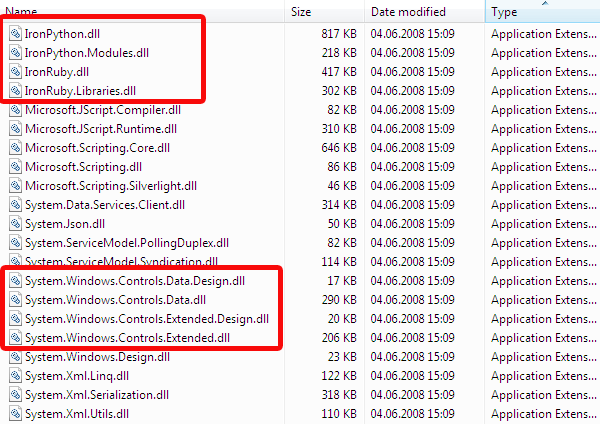 Name Size Date modified Type
IronPython.dll 817 KB 04.06.2008 15:09 Application Extens...
IronPython.Modules.dll 218 KB 04.06.2008 15:09 Application Extens...
IronRuby.dll 417 KB 04.06.2008 15:09 Application Extens...
IronRuby.Libraries.dll 302 KB 04.06.2008 15:09 Application Extens...
Microsoft.JScript.Compiler.dll 82 KB 04.06.2008 15:09 Application Extens...
Microsoft.JScript.Runtime.dll 310 KB 04.06.2008 15:09 Application Extens...
Microsoft.Scripting.Core.dll 646 KB 04.06.2008 15:09 Application Extens...
Microsoft.Scripting.dll 86 KB 04.06.2008 15:09 Application Extens...
Microsoft.Scripting.Silverlight.dll 46 KB 04.06.2008 15:09 Application Extens...
System.Data.Services.Client.dll 314 KB 04.06.2008 15:09 Application Extens...
System.Json.dll 50 KB 04.06.2008 15:09 Application Extens...
System.ServiceModel.PollingDuplex.dll 82 KB 04.06.2008 15:09 Application Extens...
System.ServiceModel.Syndication.dll 114 KB 04.06.2008 15:09 Application Extens...
System.Windows.Controls.Data.Design.dll 17 KB 04.06.2008 15:09 Application Extens...
System.Windows.Controls.Data.dll 290 KB 04.06.2008 15:09 Application Extens...
System.Windows.Controls.Extended.Design.dll 20 KB 04.06.2008 15:09 Application Extens...
System.Windows.Controls.Extended.dll 206 KB 04.06.2008 15:09 Application Extens...
System.Windows.Design.dll 23 KB 04.06.2008 15:09 Application Extens...
System.Xml.Linq.dll 122 KB 04.06.2008 15:09 Application Extens...
System.Xml.Serialization.dll 318 KB 04.06.2008 15:09 Application Extens...
System.Xml.Utils.dll 110 KB 04.06.2008 15:09 Application Extens...